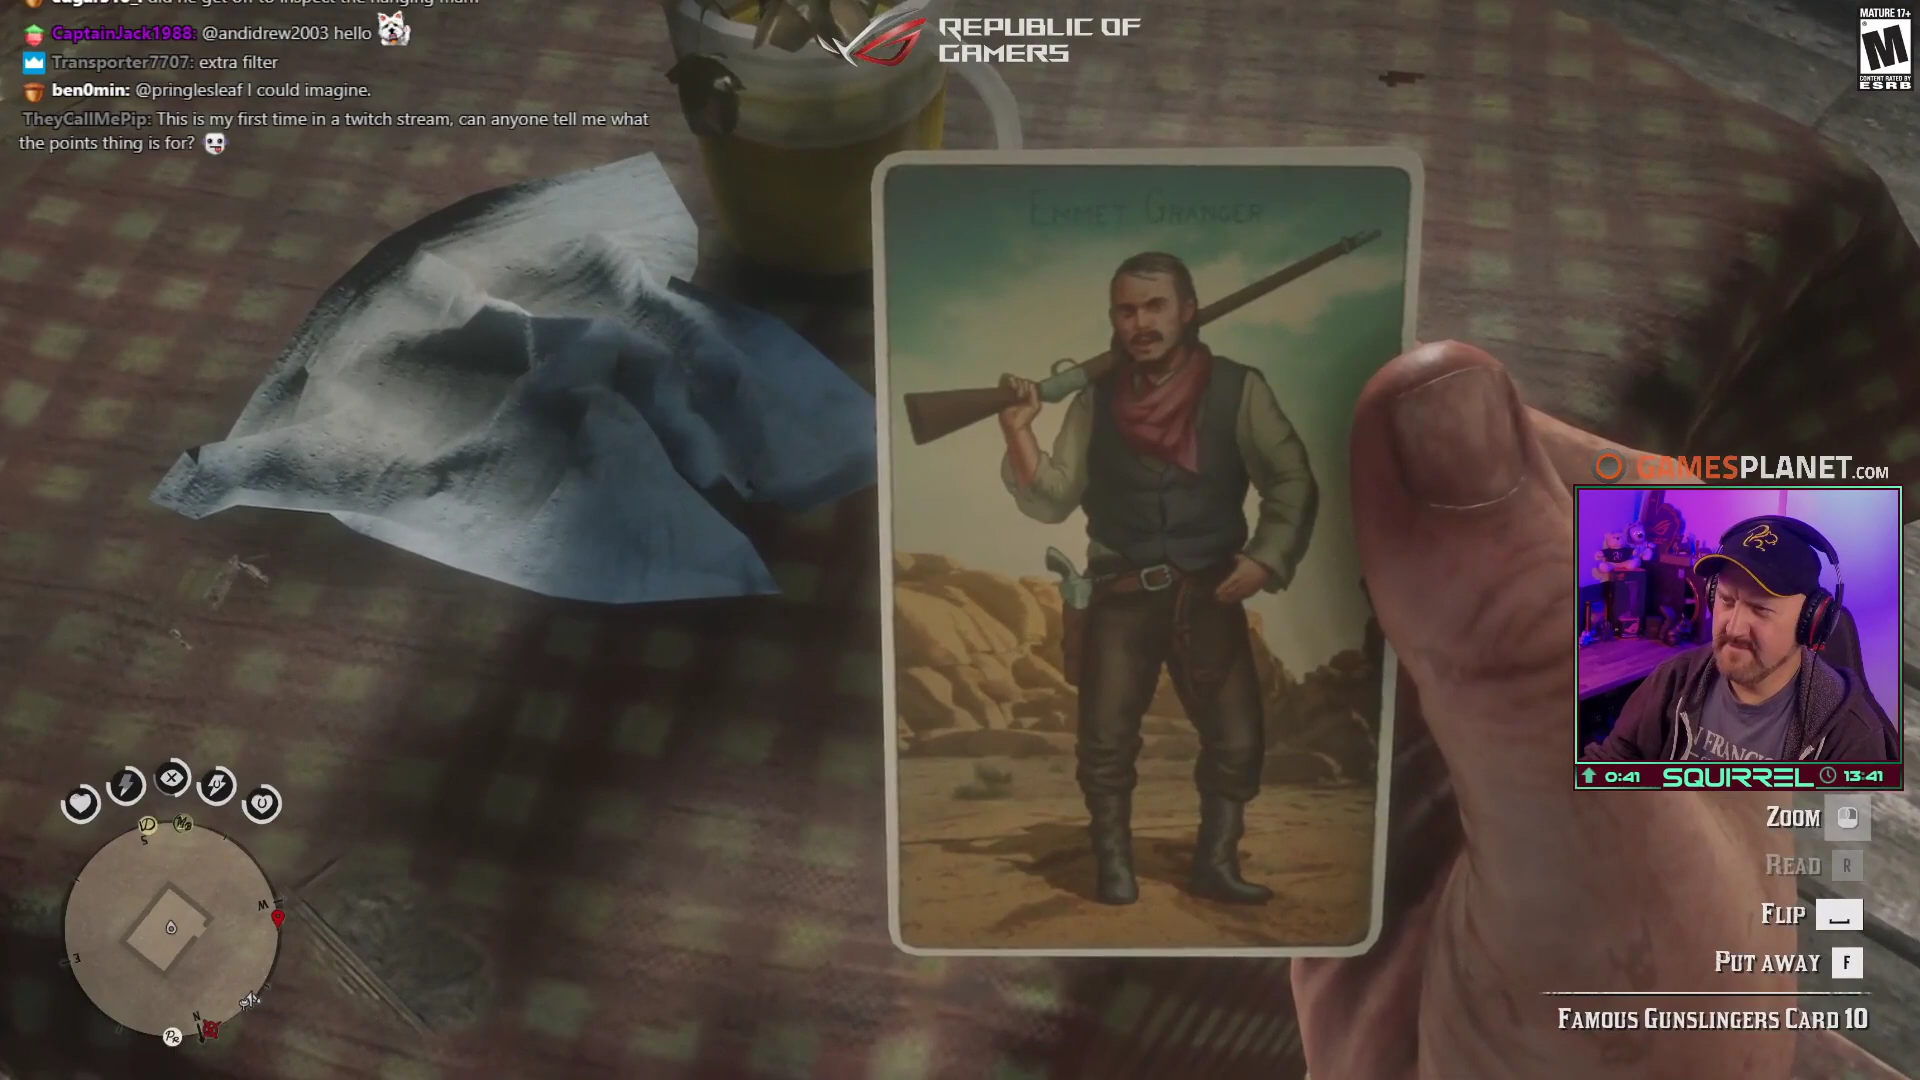 CaptainJack1988: @andidrew2003 hello
Transporter7707: extra filter
ben0min: @pringlesleaf I could imagine.
TheyCallMePip: This is my first time in a twitch stream, can anyone tell me what
the points thing is for?
REPUBLIC OF
GAMERS
MATURE 17+
M
CONTENT RATED BY
ESRB
EMMET GRANGER
GAMESPLANET.COM
0:41 SQUIRREL 13:41
ZOOM
READ R
FLIP
PUT AWAY F
FAMOUS GUNSLINGERS CARD 10
S
W
E
N
PR